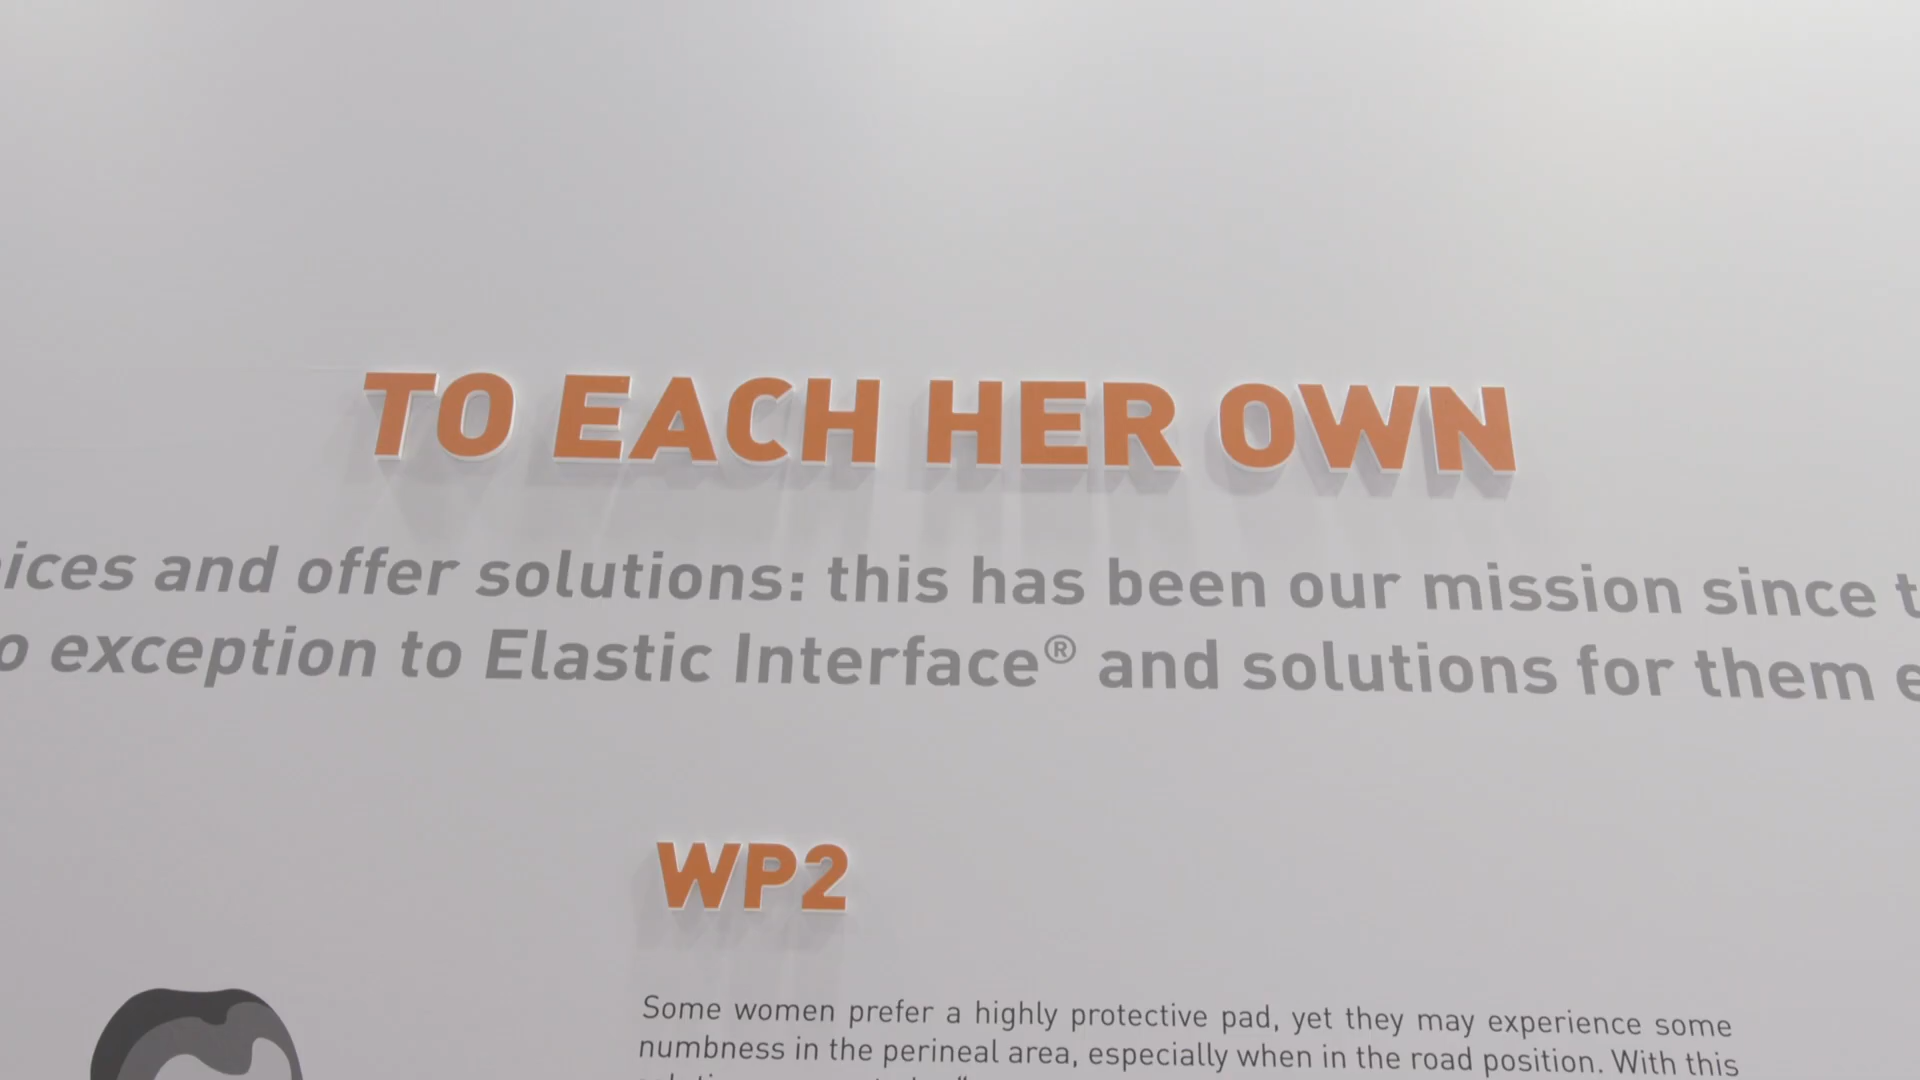 TO EACH HER OWN
and offer solutions: this has been our mission since
exception to Elastic Interface® and solutions for them
WP2
Some women prefer a highly protective pad, yet they may experience some
numbness in the perineal area, especially when in the road position. With this